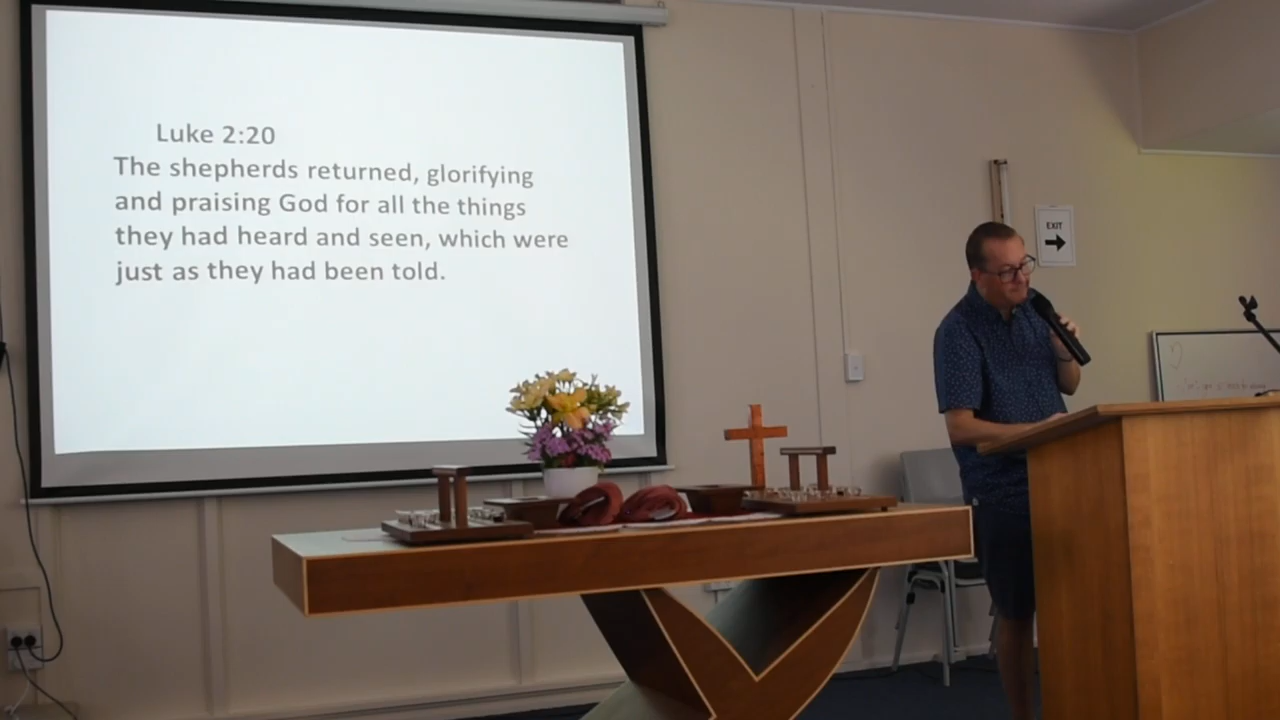 Luke 2:20
The shepherds returned, glorifying
and praising God for all the things
they had heard and seen, which were
just as they had been told.
EXIT